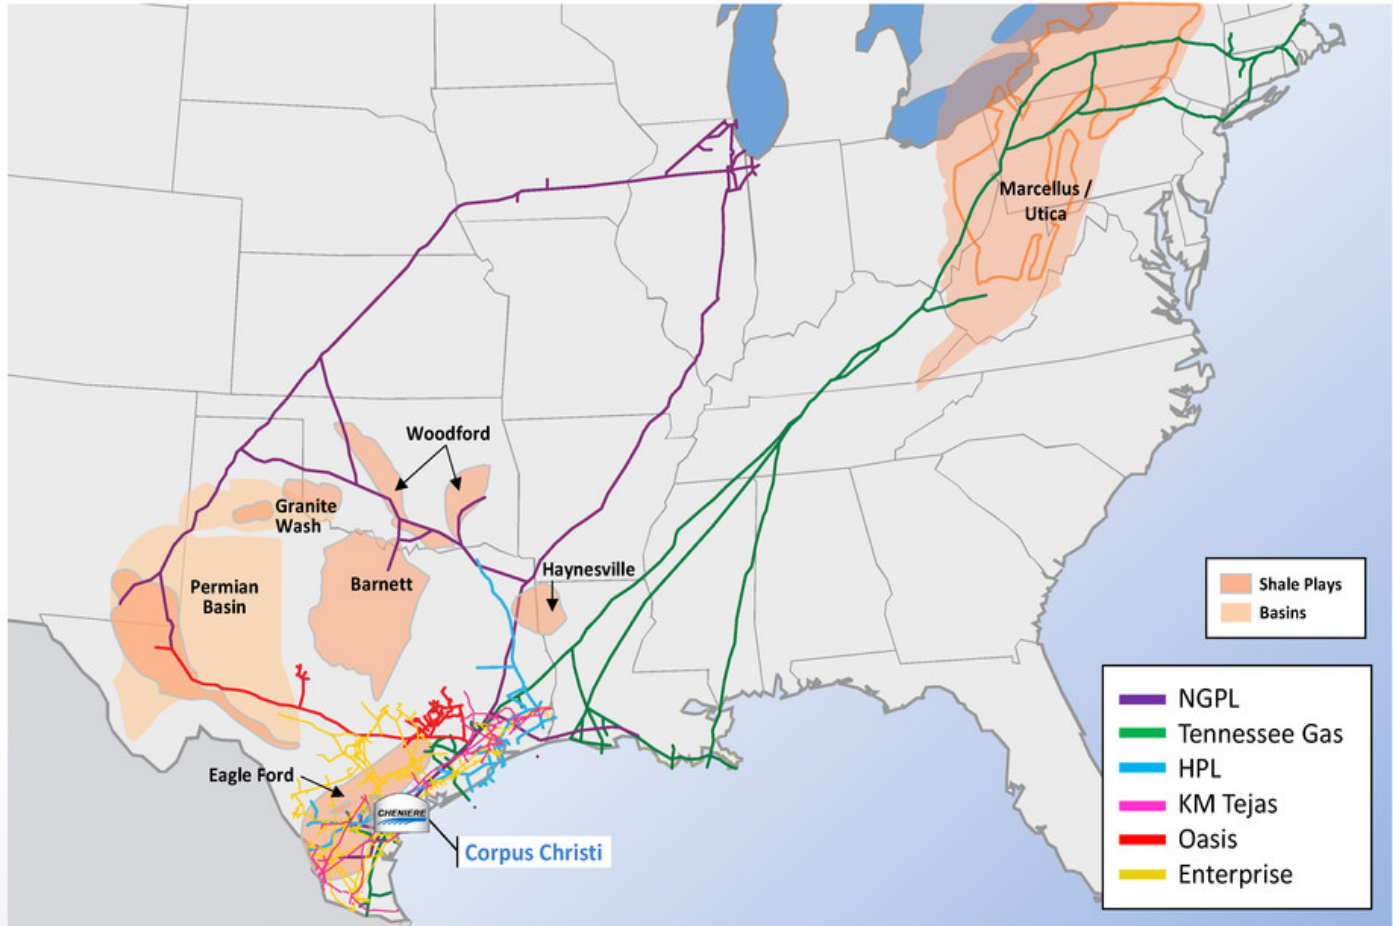 Marcellus /
Utica
Woodford
Granite
Wash
Haynesville
Permian
Basin
Barnett
Shale Plays
Basins
Eagle Ford
CHENIERE
Corpus Christi
NGPL
Tennessee Gas
HPL
KM Tejas
Oasis
Enterprise